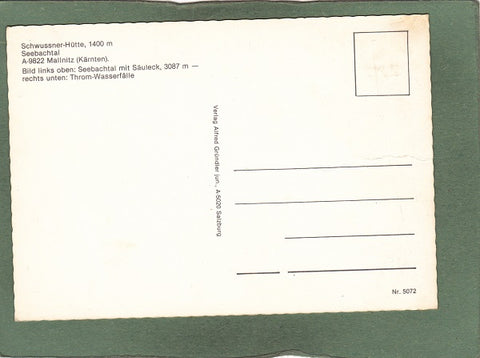 Schwussner-Hütte, 1400 m
Seebachtal
A-9822 Mallnitz (Kärnten).
Bild links oben: Seebachtal mit Säuleck, 3087 m —
rechts unten: Throm-Wasserfälle
Verlag Alfred Gründler jun., A-5020 Salzburg
Nr. 5072